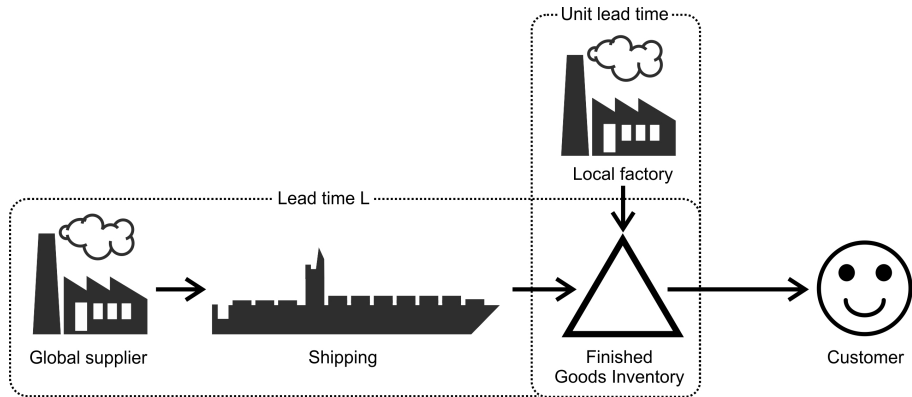 Unit lead time
Local factory
Lead time L
Global supplier
Shipping
Finished
Goods Inventory
Customer